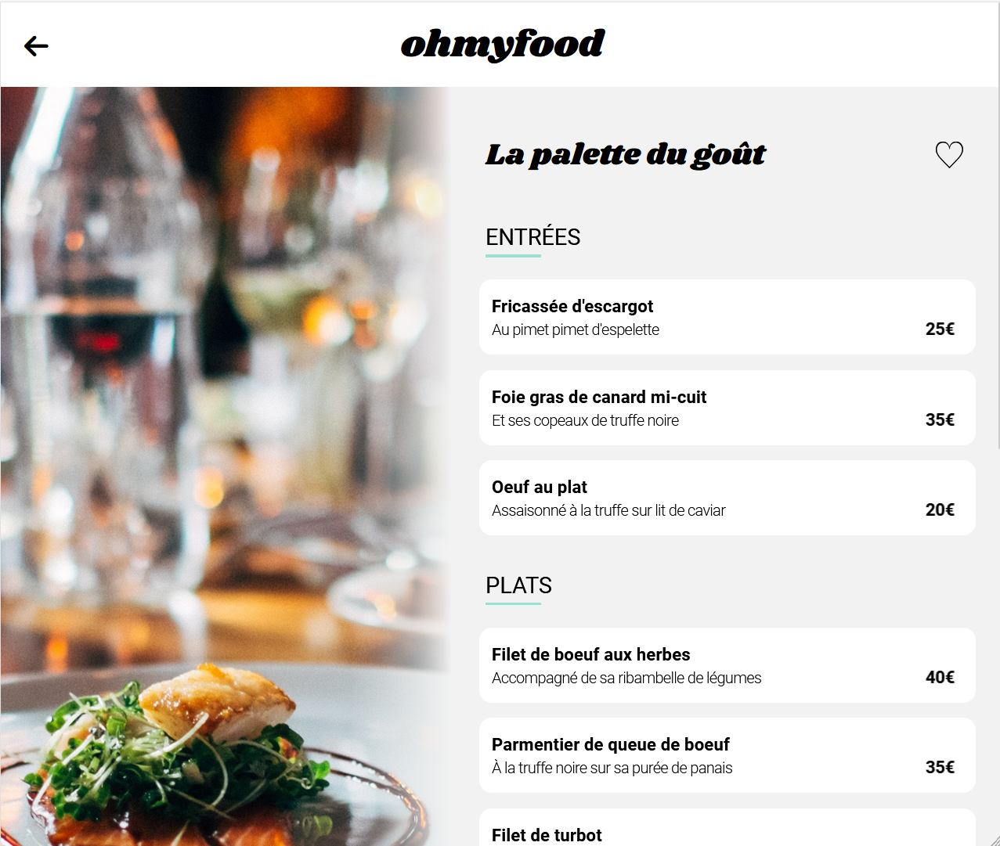 ohmyfood
La palette du goût
ENTRÉES
Fricassée d'escargot
Au pimet pimet d'espelette
25€
Foie gras de canard mi-cuit
Et ses copeaux de truffe noire
35€
Oeuf au plat
Assaisonné à la truffe sur lit de caviar
20€
PLATS
Filet de boeuf aux herbes
Accompagné de sa ribambelle de légumes
40€
Parmentier de queue de boeuf
À la truffe noire sur sa purée de panais
35€
Filet de turbot